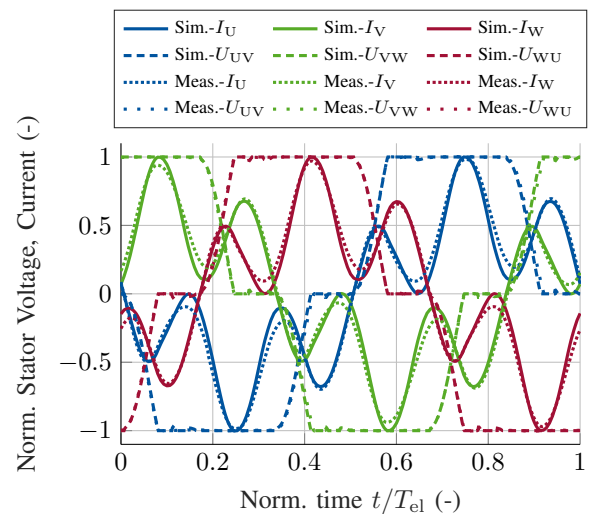 Sim.-I_U Sim.-I_V Sim.-I_W
Sim.-U_UV Sim.-U_VW Sim.-U_WU
Meas.-I_U Meas.-I_V Meas.-I_W
Meas.-U_UV Meas.-U_VW Meas.-U_WU
Norm. Stator Voltage, Current (-)
1
0.5
0
−0.5
−1
0 0.2 0.4 0.6 0.8 1
Norm. time t/T_el (-)